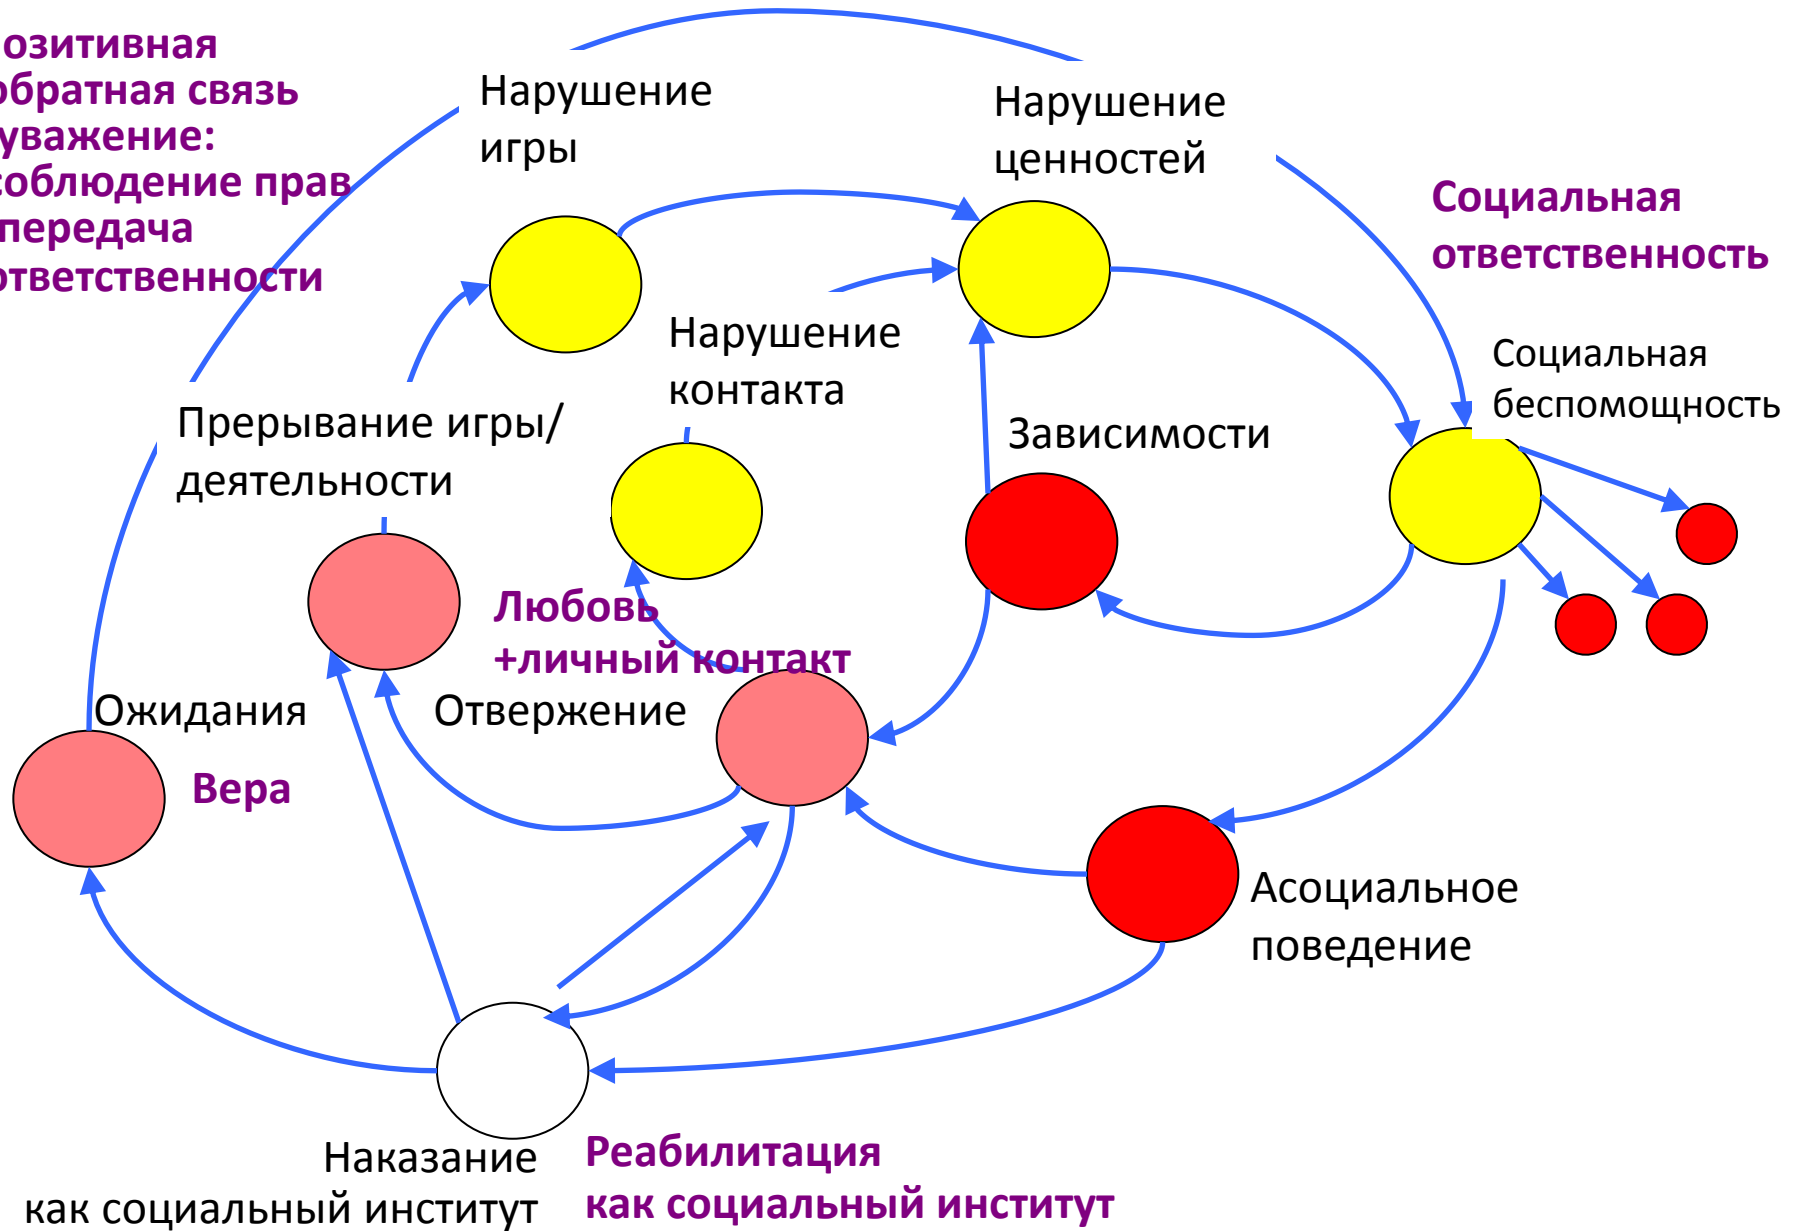 озитивная
обратная связь
уважение:
соблюдение прав
передача
ответственности
Нарушение
игры
Нарушение
ценностей
Социальная
ответственность
Нарушение
контакта
Социальная
беспомощность
Прерывание игры/
деятельности
Зависимости
Любовь
+личный контакт
Ожидания
Отвержение
Вера
Асоциальное
поведение
Наказание
как социальный институт
Реабилитация
как социальный институт